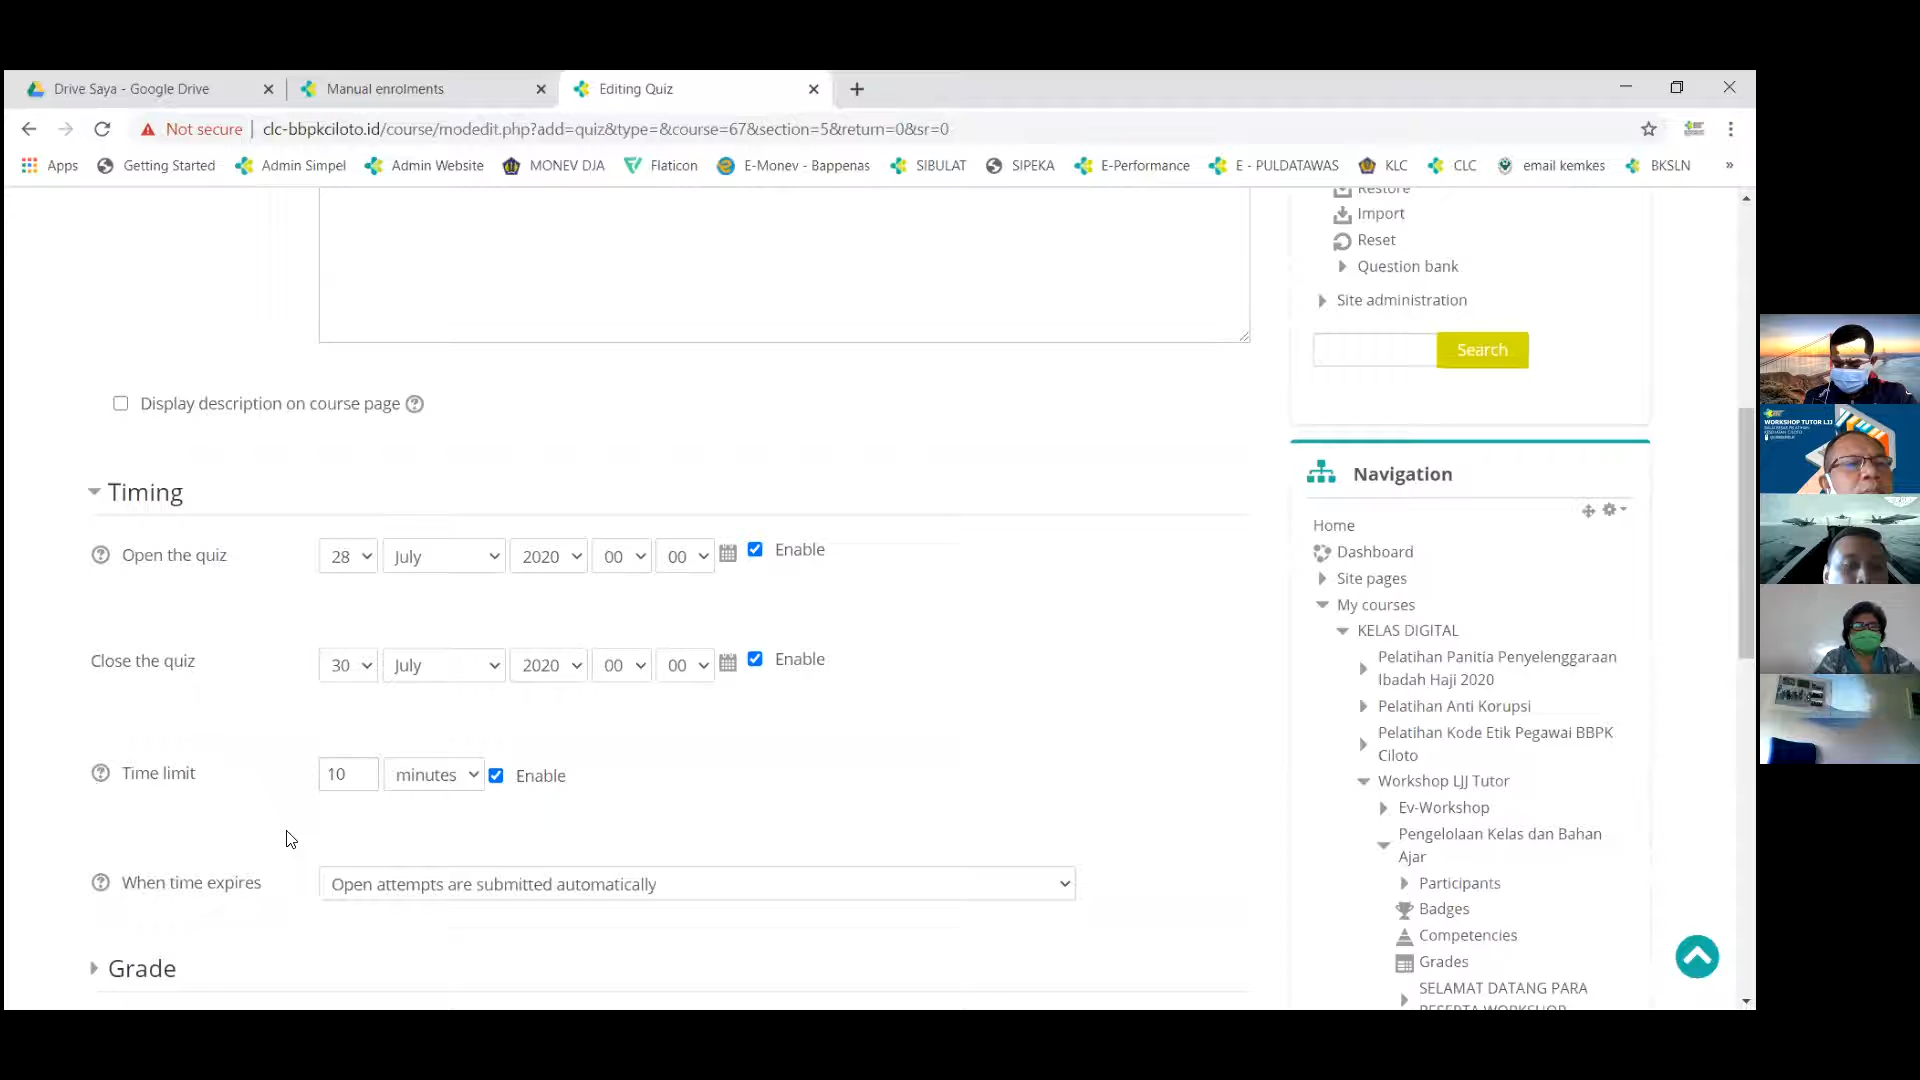 Drive Saya - Google Drive
Manual enrolments
Editing Quiz
Not secure
clc-bbpkciloto.id/course/modedit.php?add=quiz&type=&course=67&section=5&return=0&sr=0
Apps
Getting Started
Admin Simpel
Admin Website
MONEV DJA
Flaticon
E-Monev - Bappenas
SIBULAT
SIPEKA
E-Performance
E - PULDATAWAS
KLC
CLC
email kemkes
BKSLN
»
Display description on course page
Timing
Open the quiz
28
July
2020
00
00
Enable
Close the quiz
30
July
2020
00
00
Enable
Time limit
10
minutes
Enable
When time expires
Open attempts are submitted automatically
Grade
Restore
Import
Reset
Question bank
Site administration
Search
Navigation
Home
Dashboard
Site pages
My courses
KELAS DIGITAL
Pelatihan Panitia Penyelenggaraan
Ibadah Haji 2020
Pelatihan Anti Korupsi
Pelatihan Kode Etik Pegawai BBPK
Ciloto
Workshop LJJ Tutor
Ev-Workshop
Pengelolaan Kelas dan Bahan
Ajar
Participants
Badges
Competencies
Grades
SELAMAT DATANG PARA
PESERTA WORKSHOP
WORKSHOP TUTOR LJJ